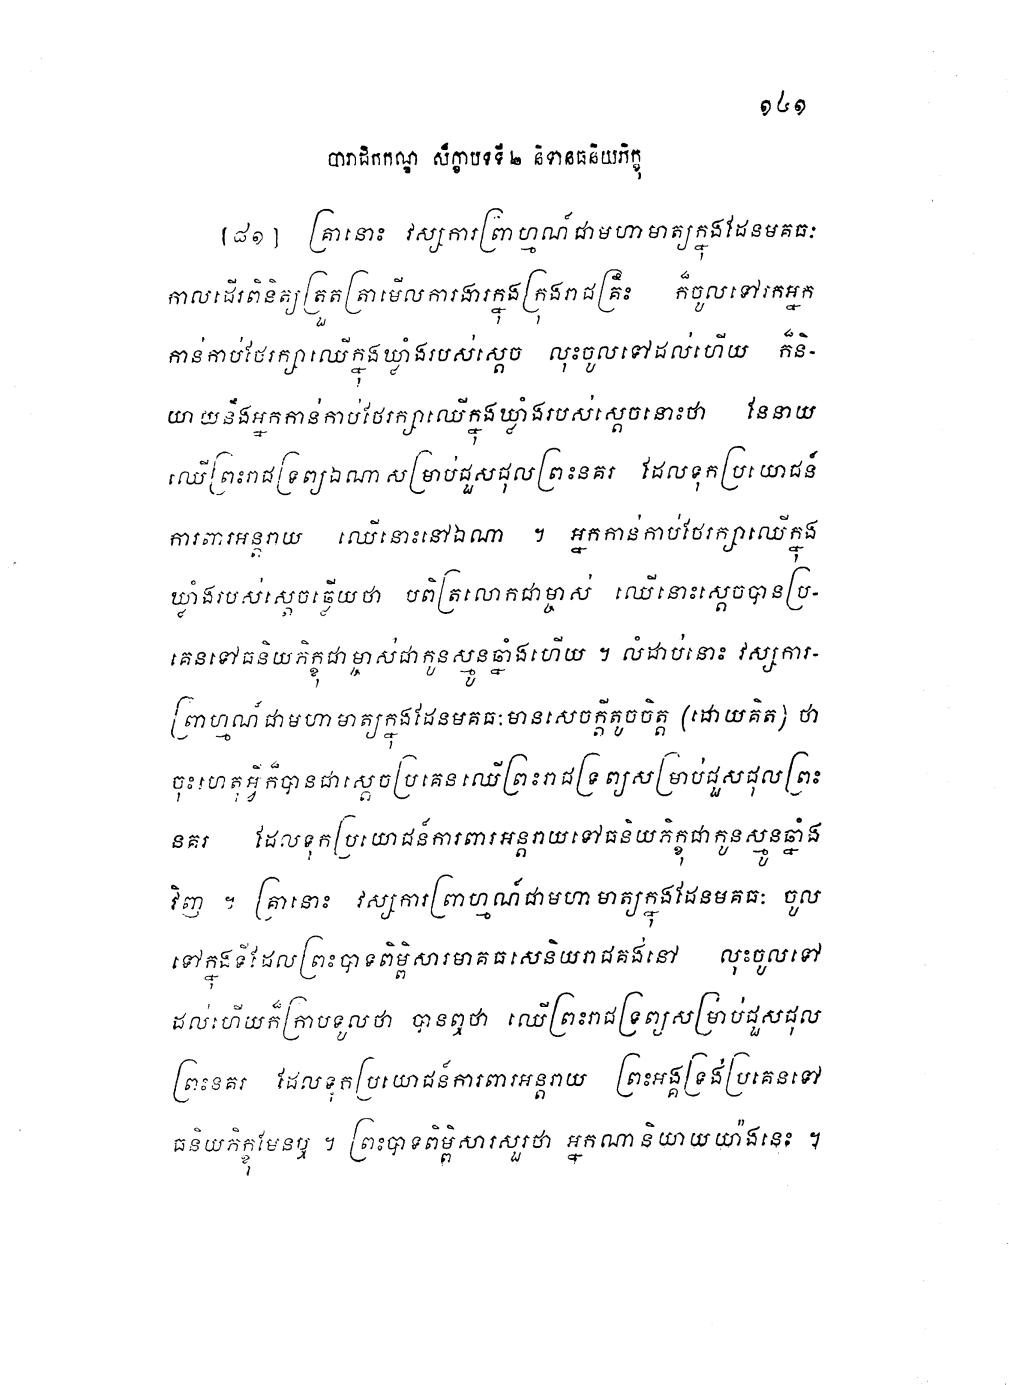 ១៤១
បារាជិកកណ្ឌ សិក្ខាបទទី២ និទានធនិយភិក្ខុ
[៨១] គ្រានោះ វស្សការព្រាហ្មណ៍ជាមហាមាត្យក្នុងដែនមគធៈ
កាលដើរពិនិត្យត្រួតត្រាមើលការងារក្នុងក្រុងរាជគ្រឹះ ក៏ចូលទៅរកអ្នក
កាន់កាប់ថែរក្សាឈើក្នុងឃ្លាំងរបស់ស្តេច លុះចូលទៅដល់ហើយ ក៏និ-
យាយនឹងអ្នកកាន់កាប់ថែរក្សាឈើក្នុងឃ្លាំងរបស់ស្តេចនោះថា នែនាយ
ឈើព្រះរាជទ្រព្យឯណាសម្រាប់ជួសជុលព្រះនគរ ដែលទុកប្រយោជន៍
ការពារអន្តរាយ ឈើនោះនៅឯណា ។ អ្នកកាន់កាប់ថែរក្សាឈើក្នុង
ឃ្លាំងរបស់ស្តេចឆ្លើយថា បពិត្រលោកជាម្ចាស់ ឈើនោះស្តេចបានប្រ-
គេនទៅធនិយភិក្ខុជាម្ចាស់ជាកូនស្មូនឆ្នាំងហើយ ។ លំដាប់នោះ វស្សការ-
ព្រាហ្មណ៍ជាមហាមាត្យក្នុងដែនមគធៈមានសេចក្តីតូចចិត្ត (ដោយគិត) ថា
ចុះហេតុអ្វីក៏បានជាស្តេចប្រគេនឈើព្រះរាជទ្រព្យសម្រាប់ជួសជុលព្រះ
នគរ ដែលទុកប្រយោជន៍ការពារអន្តរាយទៅធនិយភិក្ខុជាកូនស្មូនឆ្នាំង
វិញ ។ គ្រានោះ វស្សការព្រាហ្មណ៍ជាមហាមាត្យក្នុងដែនមគធៈ ចូល
ទៅក្នុងទីដែលព្រះបាទពិម្ពិសារមាគធសេនិយរាជគង់នៅ លុះចូលទៅ
ដល់ហើយក៏ក្រាបទូលថា បានឮថា ឈើព្រះរាជទ្រព្យសម្រាប់ជួសជុល
ព្រះនគរ ដែលទុកប្រយោជន៍ការពារអន្តរាយ ព្រះអង្គទ្រង់ប្រគេនទៅ
ធនិយភិក្ខុមែនឬ ។ ព្រះបាទពិម្ពិសារសួរថា អ្នកណានិយាយយ៉ាងនេះ ។